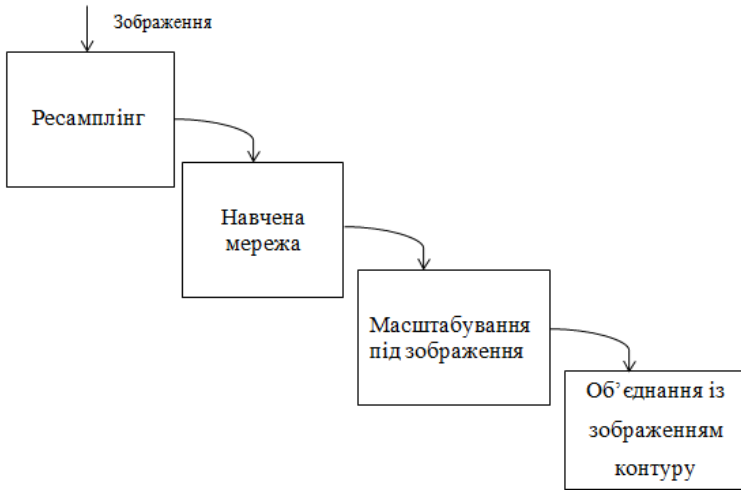 Зображення
Ресамплінг
Навчена
мережа
Масштабування
під зображення
Об’єднання із
зображенням
контуру